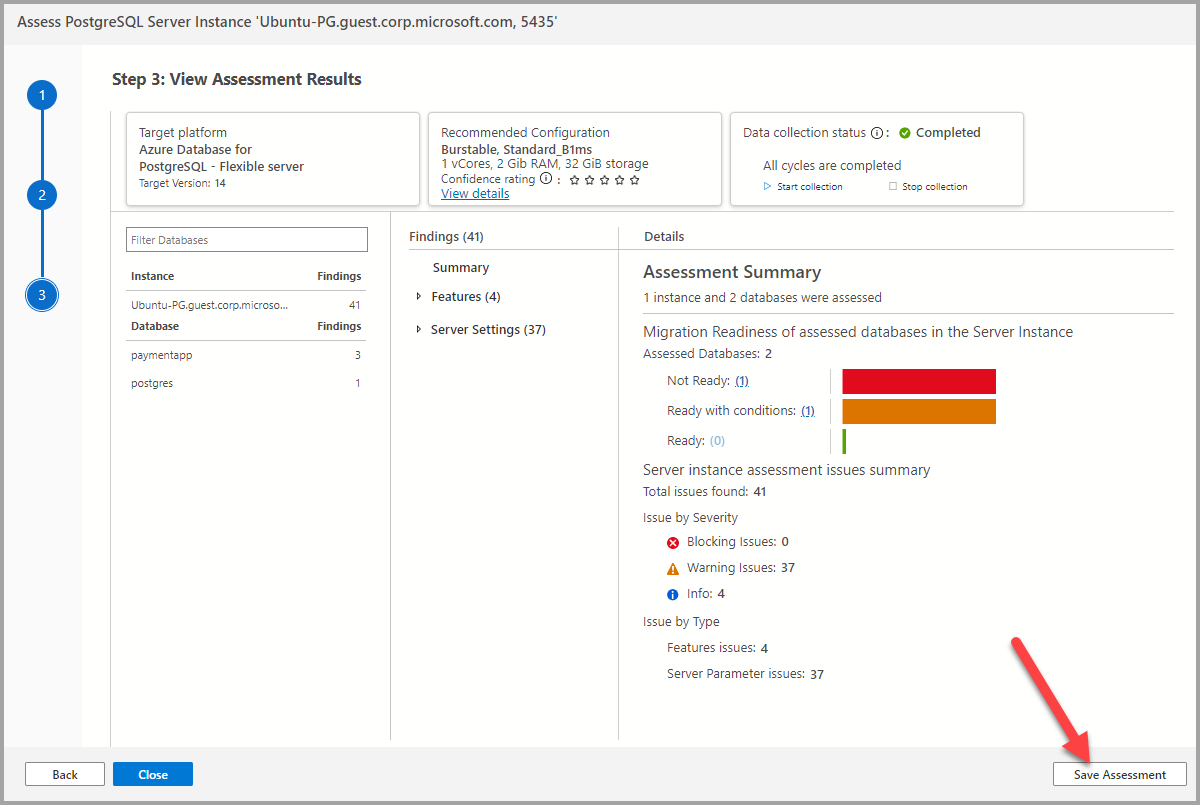 Assess PostgreSQL Server Instance 'Ubuntu-PG.guest.corp.microsoft.com, 5435'
1
2
3
Step 3: View Assessment Results
Target platform
Azure Database for
PostgreSQL - Flexible server
Target Version: 14
Recommended Configuration
Burstable, Standard_B1ms
1 vCores, 2 Gib RAM, 32 GiB storage
Confidence rating i :
View details
Data collection status i : Completed
All cycles are completed
Start collection Stop collection
Filter Databases
Instance Findings
Ubuntu-PG.guest.corp.microso... 41
Database Findings
paymentapp 3
postgres 1
Findings (41)
Summary
Features (4)
Server Settings (37)
Details
Assessment Summary
1 instance and 2 databases were assessed
Migration Readiness of assessed databases in the Server Instance
Assessed Databases: 2
Not Ready: (1)
Ready with conditions: (1)
Ready: (0)
Server instance assessment issues summary
Total issues found: 41
Issue by Severity
Blocking Issues: 0
Warning Issues: 37
Info: 4
Issue by Type
Features issues: 4
Server Parameter issues: 37
Back Close Save Assessment